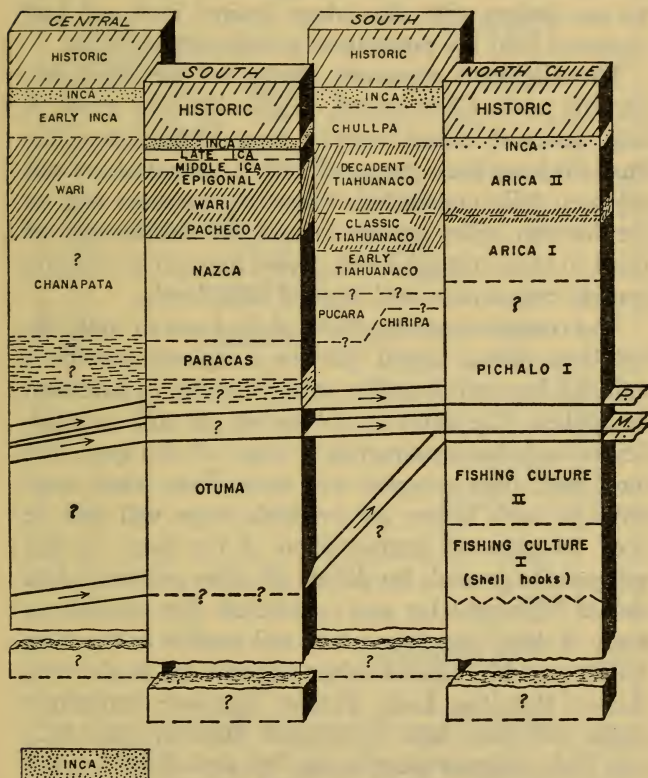 CENTRAL
HISTORIC
INCA
EARLY INCA
WARI
?
CHANAPATA
?
?
?
SOUTH
HISTORIC
INCA
LATE ICA
MIDDLE ICA
EPIGONAL
WARI
PACHECO
NAZCA
PARACAS
?
?
OTUMA
? ? ?
?
SOUTH
HISTORIC
INCA
CHULLPA
DECADENT
TIAHUANACO
CLASSIC
TIAHUANACO
EARLY
TIAHUANACO
? ?
PUCARA
?
CHIRIPA
?
?
?
NORTH CHILE
HISTORIC
INCA
ARICA II
ARICA I
?
PICHALO I
P.
M.
FISHING CULTURE
II
FISHING CULTURE
I
(Shell hooks)
?
INCA